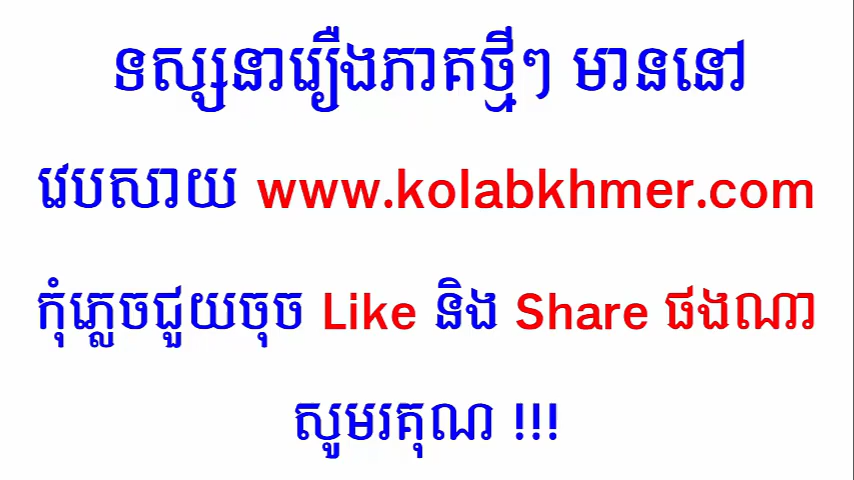 ទស្សនារឿងភាគថ្មីៗ មាននៅ
វេបសាយ www.kolabkhmer.com
កុំភ្លេចជួយចុច Like និង Share ផងណា
សូមរគុណ !!!